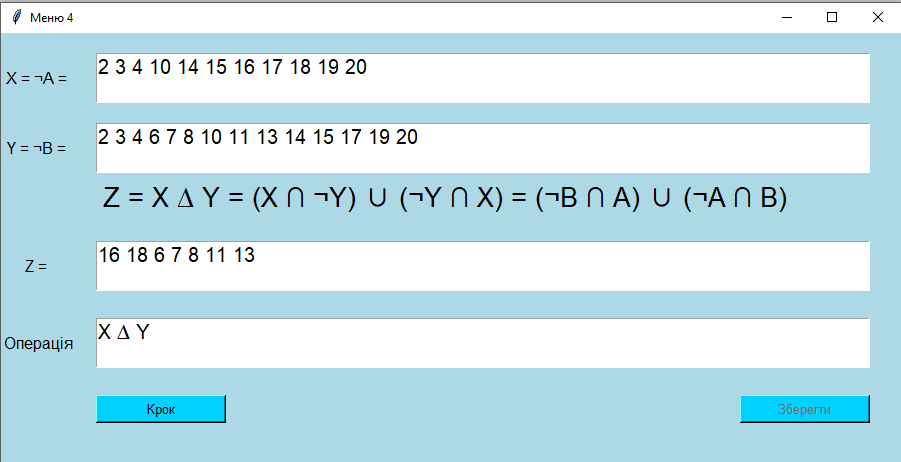 Меню 4
X = ¬A = 2 3 4 10 14 15 16 17 18 19 20
Y = ¬B = 2 3 4 6 7 8 10 11 13 14 15 17 19 20
Z = X ∆ Y = (X ∩ ¬Y) ∪ (¬Y ∩ X) = (¬B ∩ A) ∪ (¬A ∩ B)
Z = 16 18 6 7 8 11 13
Операція X ∆ Y
Крок Зберегти